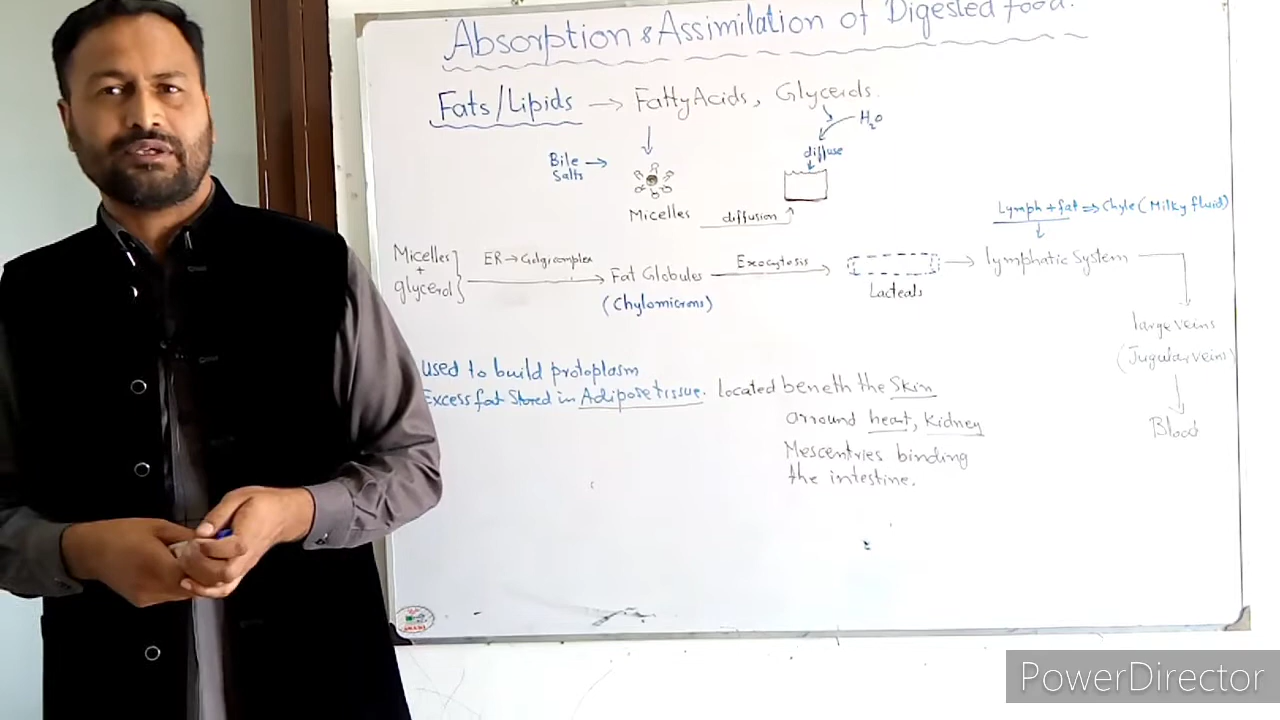 Absorption & Assimilation of Digested food.
Fats/Lipids → Fatty Acids, Glycerols.
H₂O
diffuse
Bile → Salts
Micelles diffusion
Lymph + fat ⇒ Chyle (Milky fluid)
Micelles + glycerol
ER → Golgi complex
Fat Globules
(Chylomicrons)
Exocytosis
Lacteals
→ lymphatic System
large veins
(Jugular vein)
Blood
used to build protoplasm
Excess fat Stored in Adipose tissue. located beneth the Skin
arround heart, Kidney
Mescentries binding
the intestine.
PowerDirector